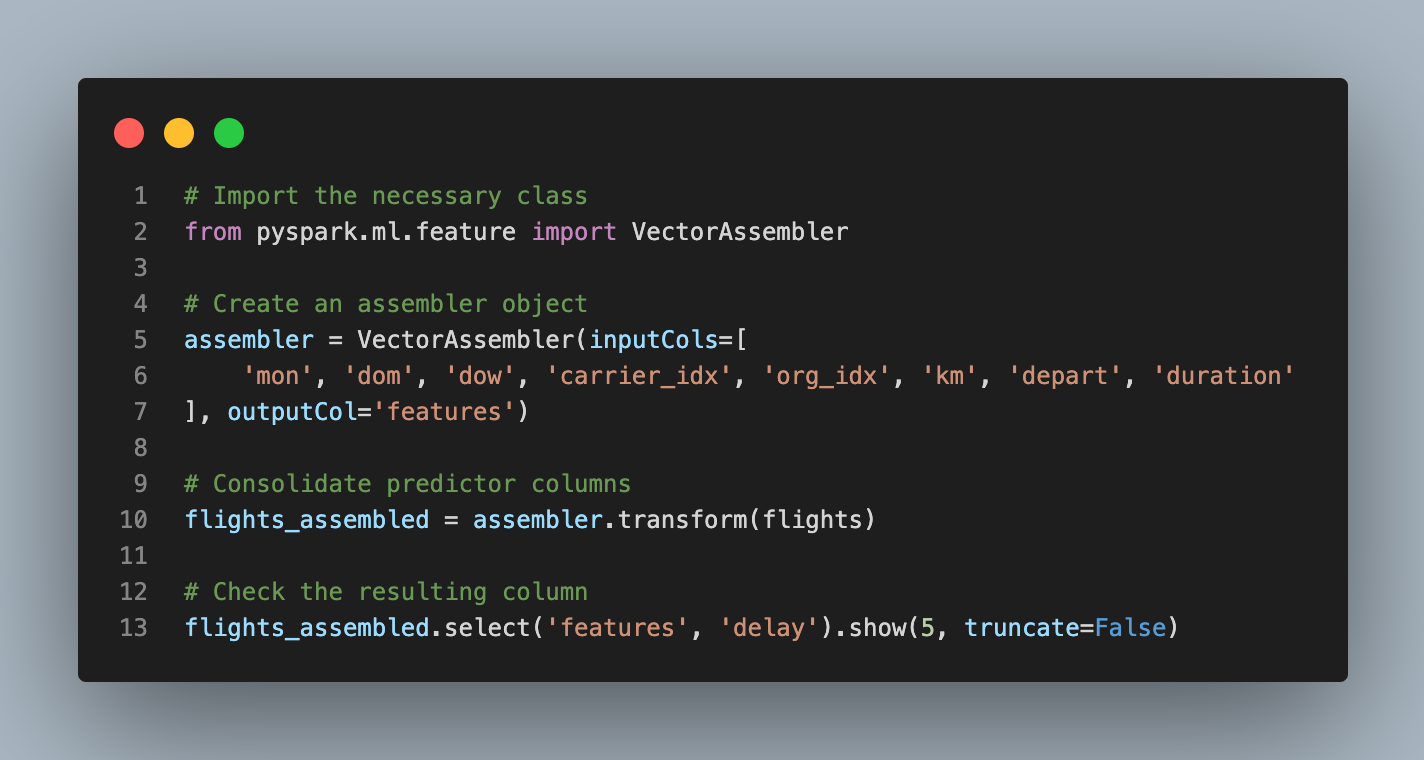 1 # Import the necessary class
2 from pyspark.ml.feature import VectorAssembler
3
4 # Create an assembler object
5 assembler = VectorAssembler(inputCols=[
6     'mon', 'dom', 'dow', 'carrier_idx', 'org_idx', 'km', 'depart', 'duration'
7 ], outputCol='features')
8
9 # Consolidate predictor columns
10 flights_assembled = assembler.transform(flights)
11
12 # Check the resulting column
13 flights_assembled.select('features', 'delay').show(5, truncate=False)